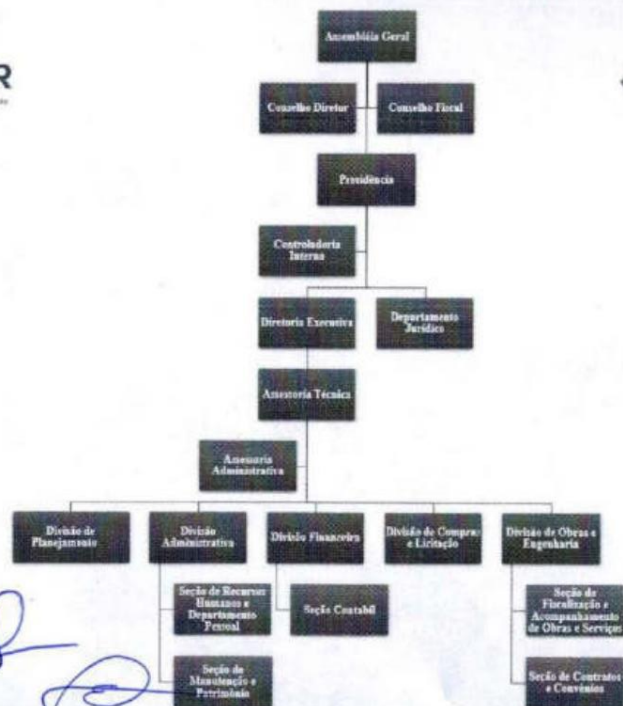 R
Assembléia Geral
Conselho Diretor
Conselho Fiscal
Presidência
Controladoria
Interna
Diretoria Executiva
Departamento
Jurídico
Assessoria Técnica
Assessoria
Administrativa
Divisão de
Planejamento
Divisão
Administrativa
Divisão Financeira
Divisão de Compras
e Licitação
Divisão de Obras e
Engenharia
Seção de Recursos
Humanos e
Departamento
Pessoal
Seção Contabil
Seção de
Fiscalização e
Acompanhamento
de Obras e Serviços
Seção de
Manutenção e
Patrimônio
Seção de Contratos
e Convênios